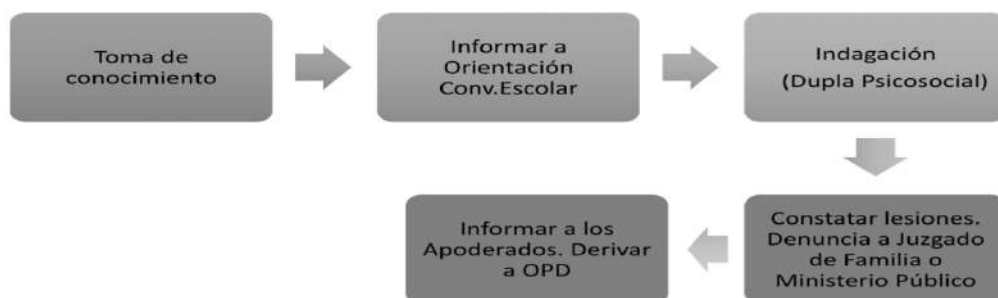 Toma de
conocimiento
Informar a
Orientación
Conv.Escolar
Indagación
(Dupla Psicosocial)
Constatar lesiones.
Denuncia a Juzgado
de Familia o
Ministerio Público
Informar a los
Apoderados. Derivar
a OPD